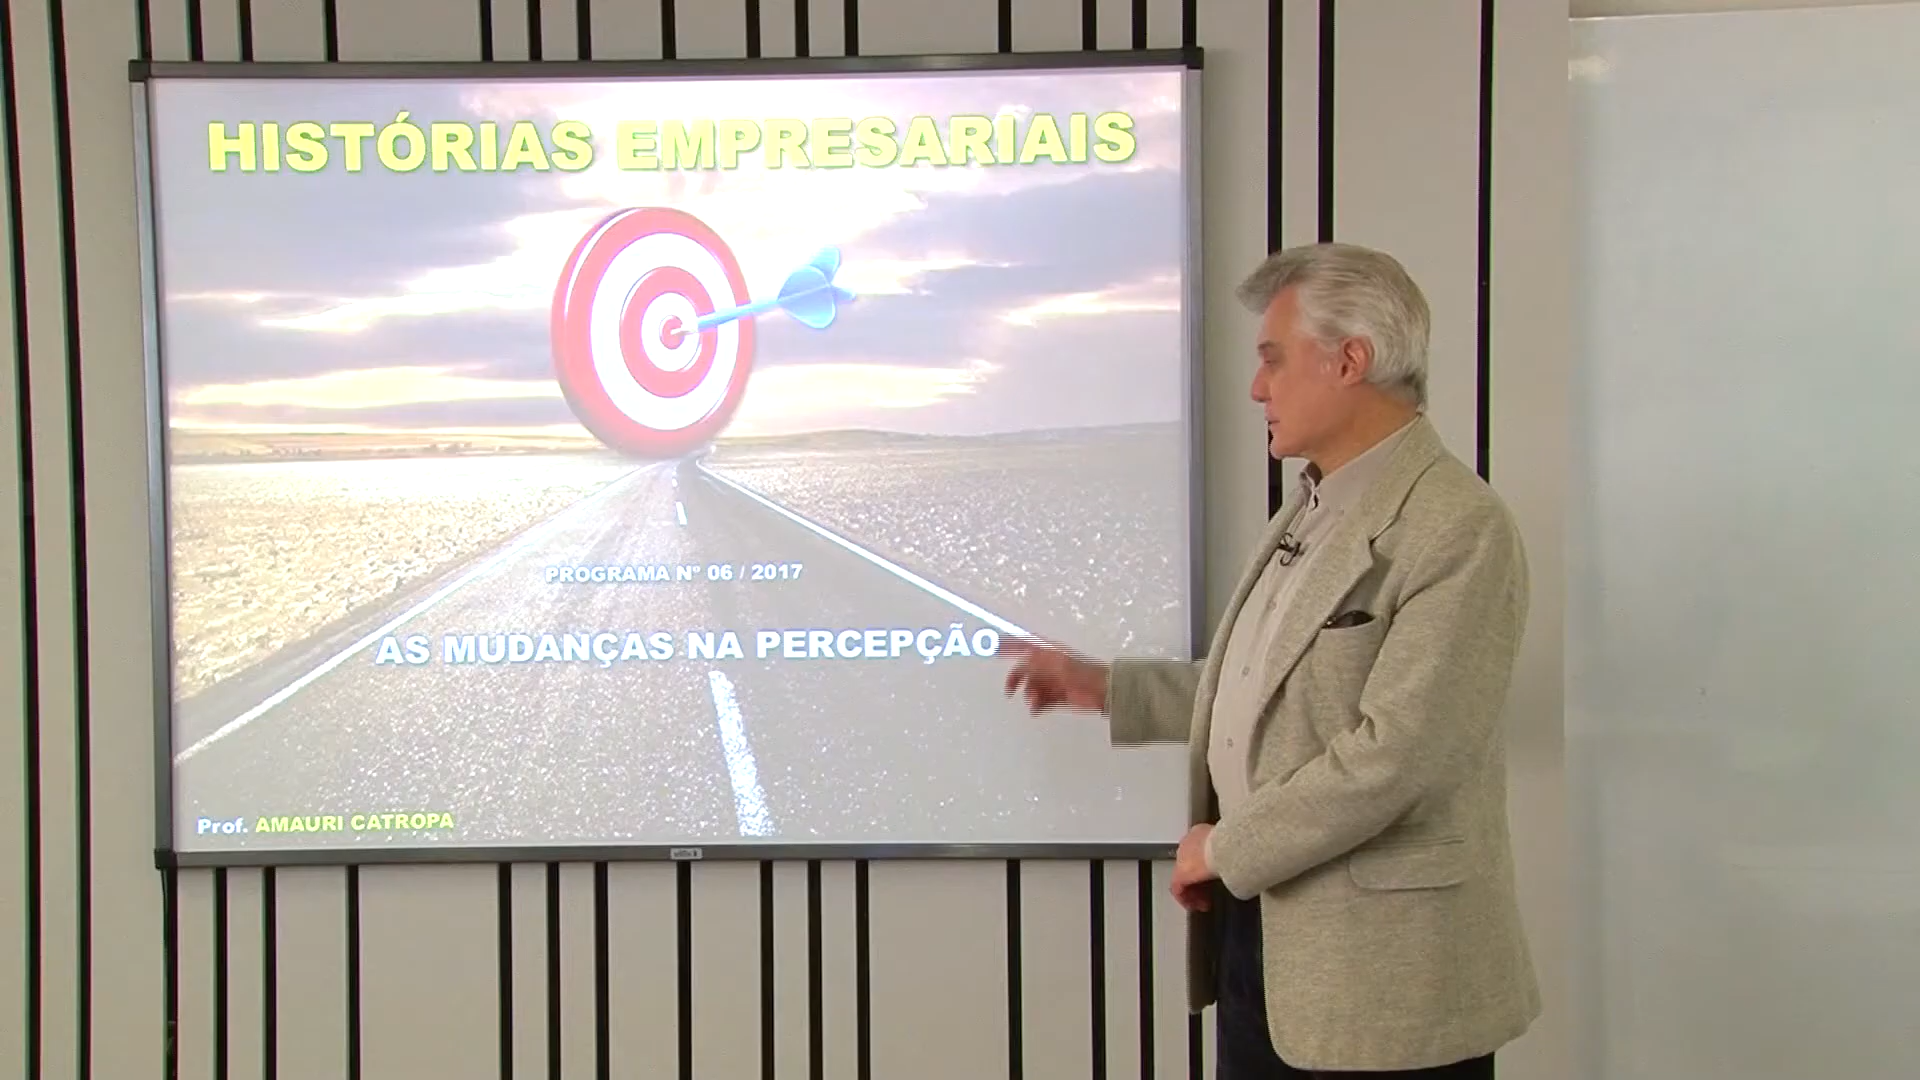 HISTÓRIAS EMPRESARIAIS
PROGRAMA Nº 06 / 2017
AS MUDANÇAS NA PERCEPÇÃO
Prof. AMAURI CATROPA